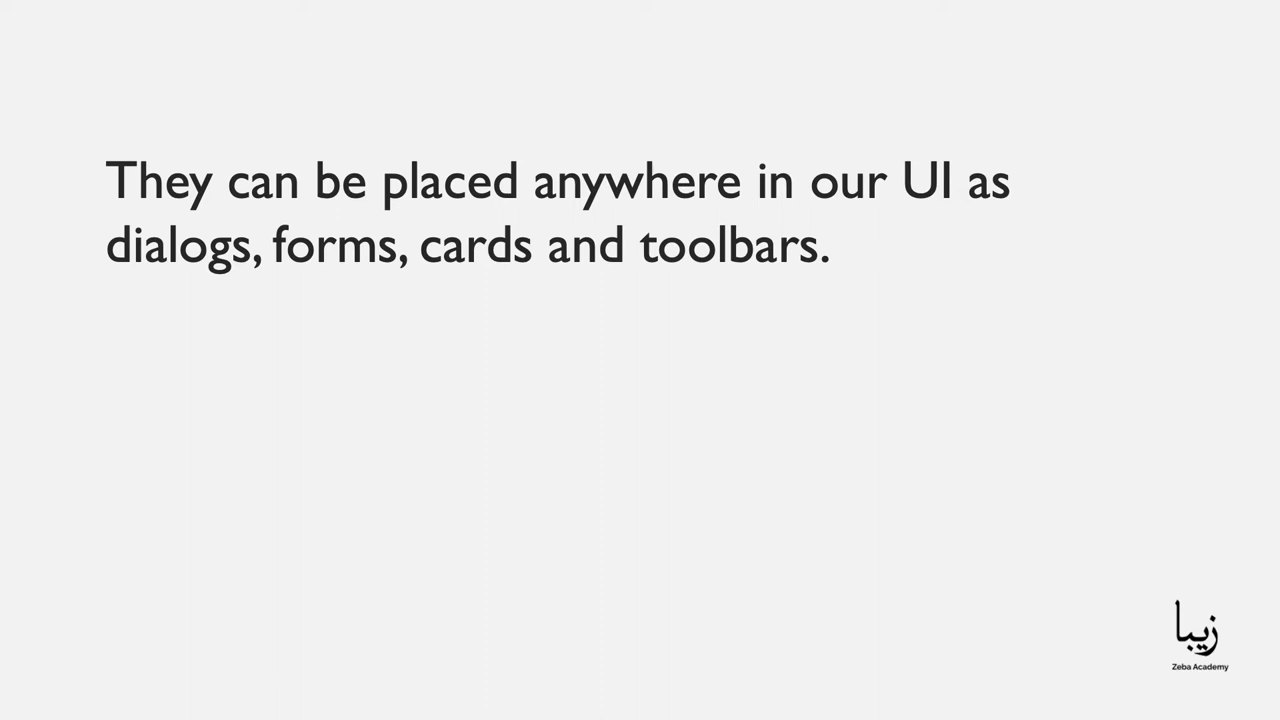 They can be placed anywhere in our UI as
dialogs, forms, cards and toolbars.
زیبا
Zeba Academy